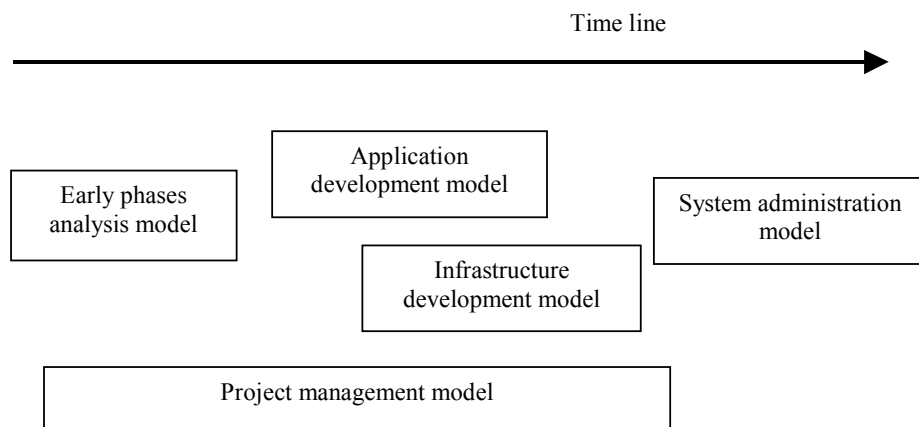 Time line
Application
development model
Early phases
analysis model
System administration
model
Infrastructure
development model
Project management model